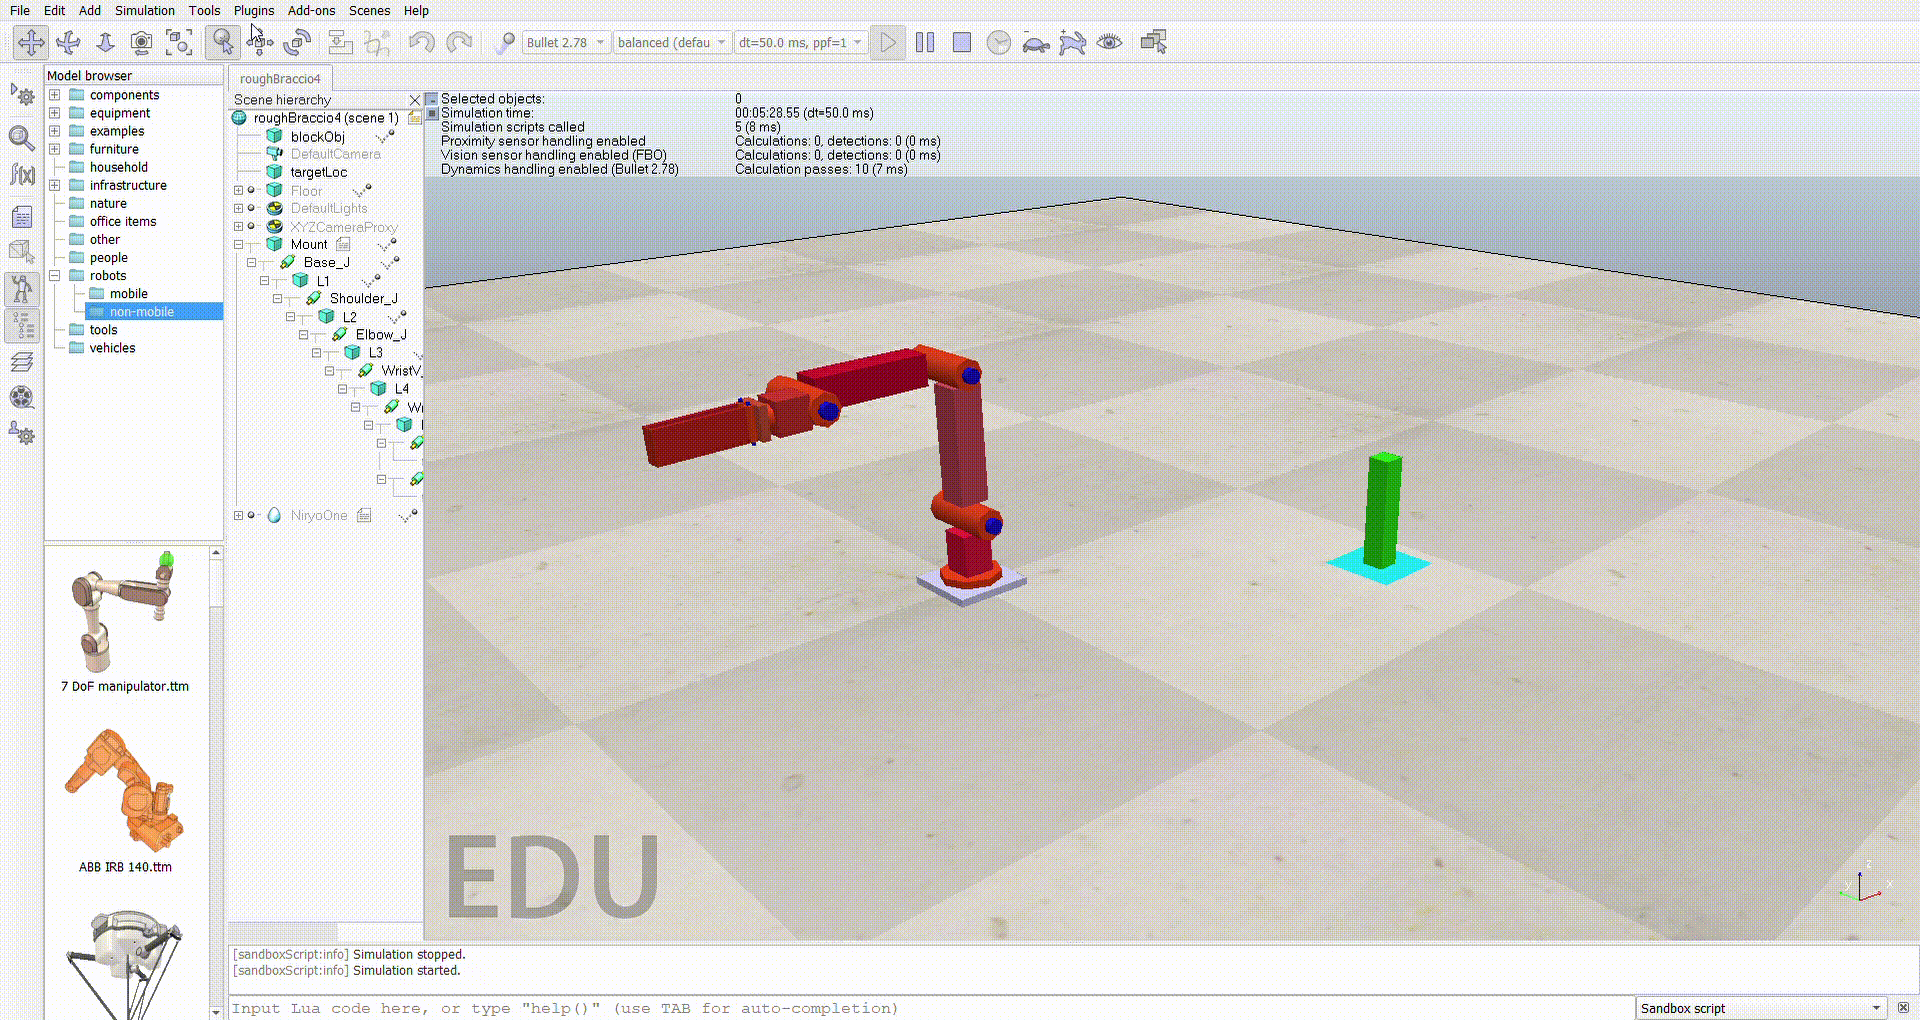 File Edit Add Simulation Tools Plugins Add-ons Scenes Help
Bullet 2.78 balanced (defau dt=50.0 ms, ppf=1
Model browser
components
equipment
examples
furniture
household
infrastructure
nature
office items
other
people
robots
mobile
non-mobile
tools
vehicles
7 DoF manipulator.ttm
ABB IRB 140.ttm
roughBraccio4
Scene hierarchy
roughBraccio4 (scene 1)
blockObj
DefaultCamera
targetLoc
Floor
DefaultLights
XYZCameraProxy
Mount
Base_J
L1
Shoulder_J
L2
Elbow_J
L3
WristV_
L4
NiryoOne
Selected objects: 0
Simulation time: 00:05:28.55 (dt=50.0 ms)
Simulation scripts called 5 (8 ms)
Proximity sensor handling enabled Calculations: 0, detections: 0 (0 ms)
Vision sensor handling enabled (FBO) Calculations: 0, detections: 0 (0 ms)
Dynamics handling enabled (Bullet 2.78) Calculation passes: 10 (7 ms)
EDU
[sandboxScript:info] Simulation stopped.
[sandboxScript:info] Simulation started.
Input Lua code here, or type "help()" (use TAB for auto-completion)
Sandbox script